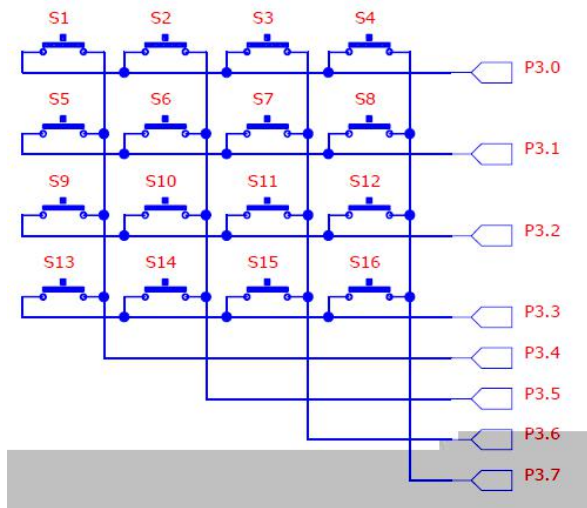 S1 S2 S3 S4
P3.0
S5 S6 S7 S8
P3.1
S9 S10 S11 S12
P3.2
S13 S14 S15 S16
P3.3
P3.4
P3.5
P3.6
P3.7